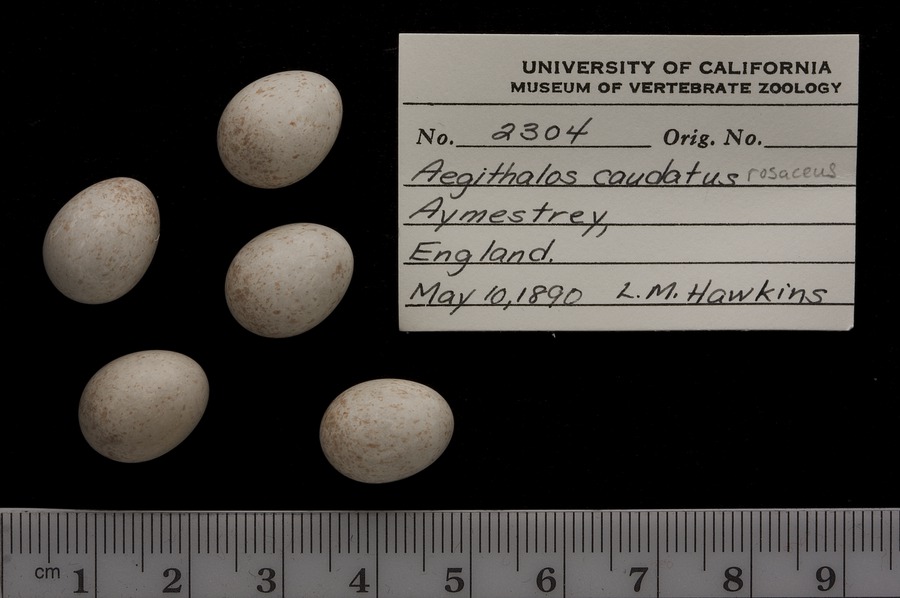 UNIVERSITY OF CALIFORNIA
MUSEUM OF VERTEBRATE ZOOLOGY
No. 2304 Orig. No.
Aegithalos caudatus rosaceus
Aymestrey,
England.
May 10, 1890 L.M. Hawkins
cm 1 2 3 4 5 6 7 8 9